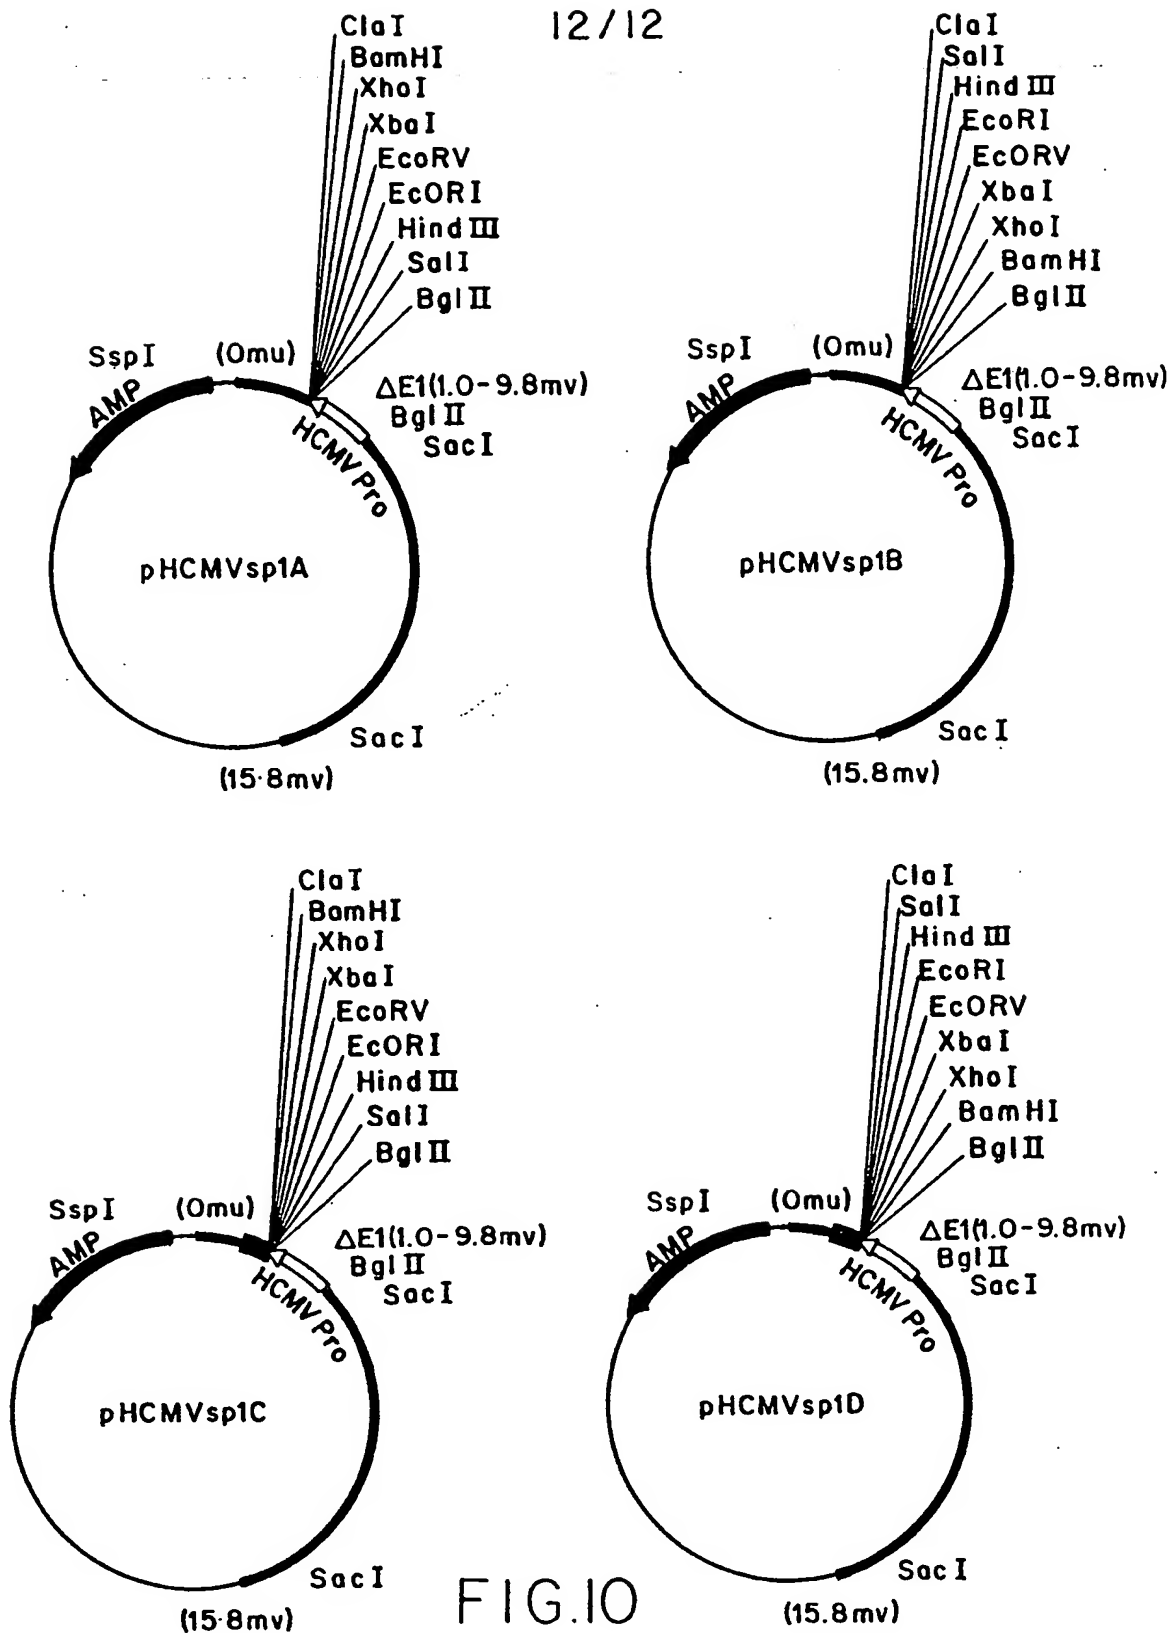 12/12
ClaI
BamHI
XhoI
XbaI
EcoRV
EcORI
Hind III
SalI
BglII
SspI
(Omu)
AMP
ΔE1(1.0-9.8mv)
BglII
SacI
HCMV Pro
pHCMVsp1A
SacI
(15·8mv)
ClaI
SalI
Hind III
EcoRI
EcORV
XbaI
XhoI
BamHI
BglII
SspI
(Omu)
AMP
ΔE1(1.0-9.8mv)
BglII
SacI
HCMV Pro
pHCMVsp1B
SacI
(15.8mv)
ClaI
BamHI
XhoI
XbaI
EcoRV
EcORI
Hind III
SalI
BglII
SspI
(Omu)
AMP
ΔE1(1.0-9.8mv)
BglII
SacI
HCMV Pro
pHCMVsp1C
SacI
(15·8mv)
ClaI
SalI
Hind III
EcoRI
EcORV
XbaI
XhoI
BamHI
BglII
SspI
(Omu)
AMP
ΔE1(1.0-9.8mv)
BglII
SacI
HCMV Pro
pHCMVsp1D
SacI
(15.8mv)
FIG.10